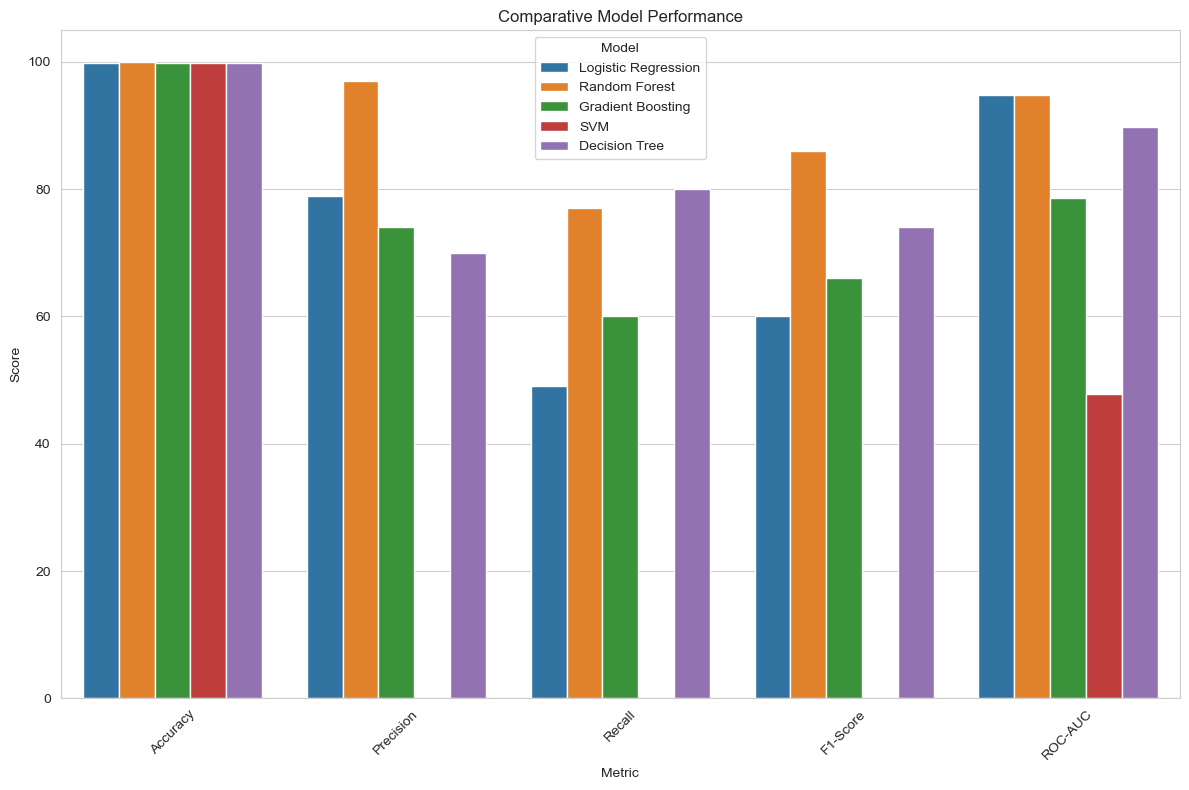 Comparative Model Performance
Model
Logistic Regression
Random Forest
Gradient Boosting
SVM
Decision Tree
Score
100
80
60
40
20
0
Accuracy
Precision
Recall
F1-Score
ROC-AUC
Metric